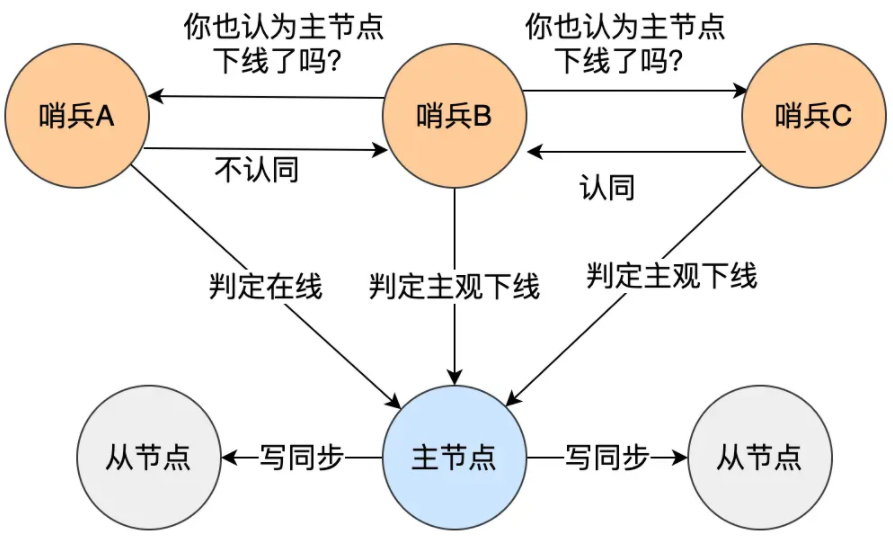 你也认为主节点
下线了吗?
你也认为主节点
下线了吗?
哨兵A
哨兵B
哨兵C
不认同
认同
判定在线
判定主观下线
判定主观下线
从节点
写同步
主节点
写同步
从节点